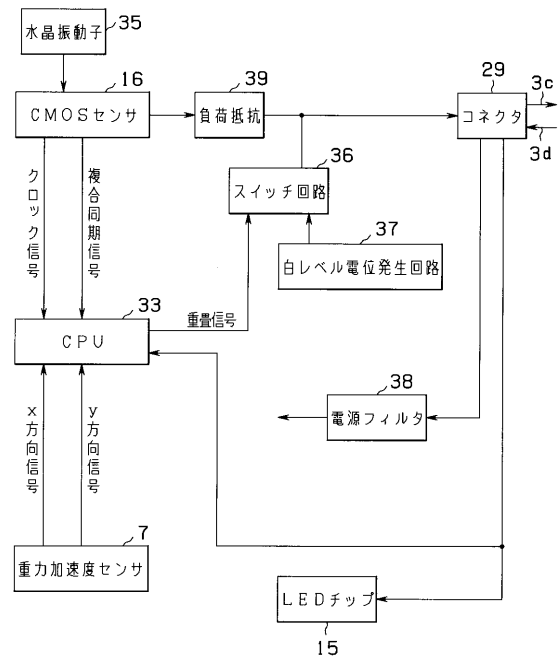 水晶振動子
35
16
CMOSセンサ
39
負荷抵抗
29
コネクタ
3c
3d
36
スイッチ回路
37
白レベル電位発生回路
クロック信号
複合同期信号
33
CPU
重畳信号
38
電源フィルタ
x方向信号
y方向信号
7
重力加速度センサ
LEDチップ
15